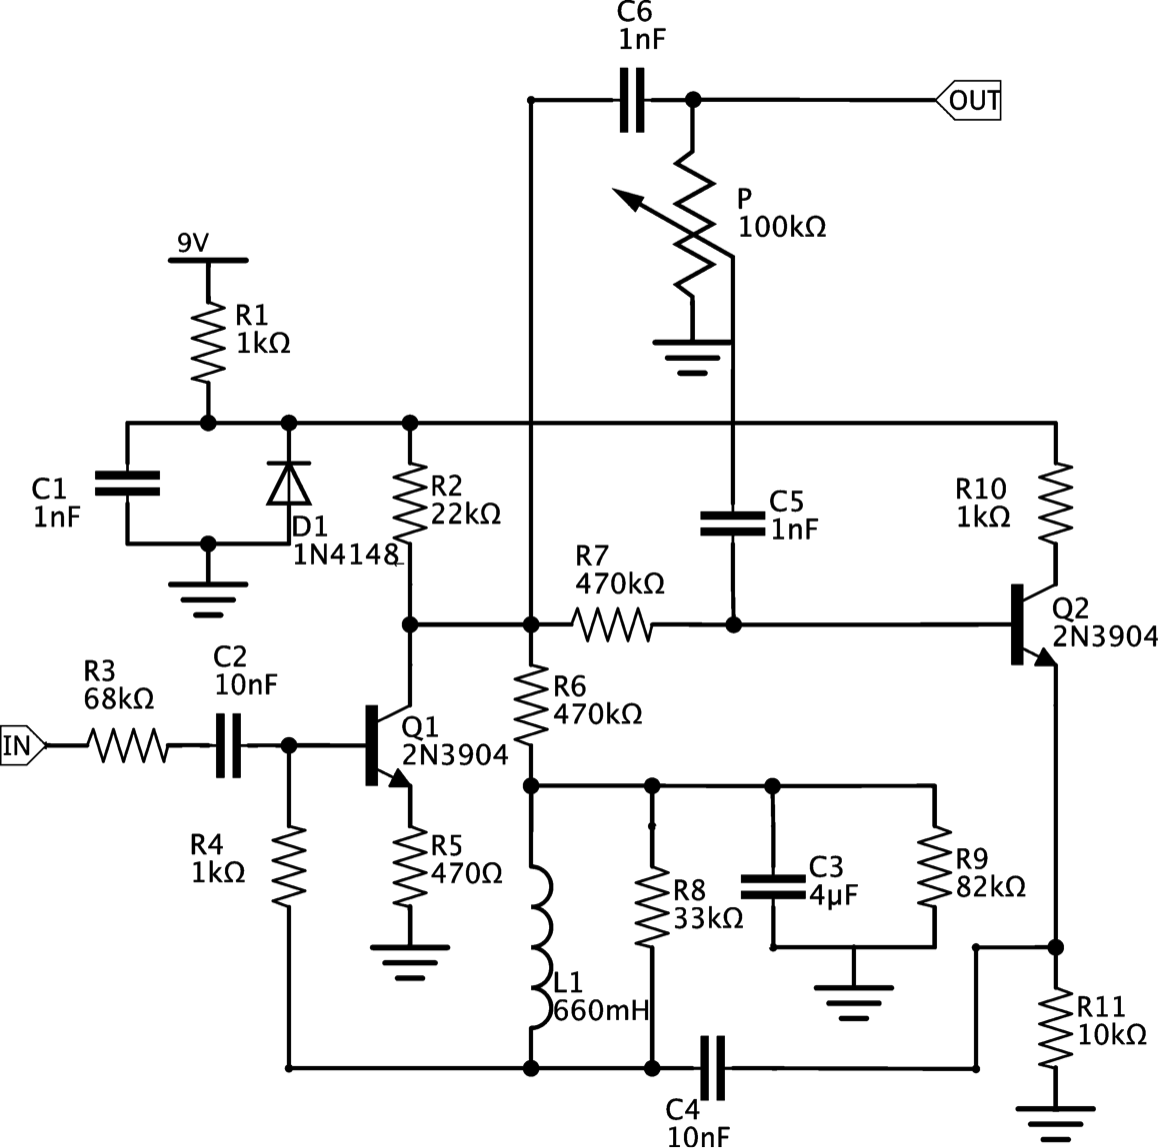 C6
1nF
OUT
P
100kΩ
9V
R1
1kΩ
C1
1nF
D1
1N4148
R2
22kΩ
C5
1nF
R10
1kΩ
R7
470kΩ
Q2
2N3904
R3
68kΩ
C2
10nF
R6
470kΩ
IN
Q1
2N3904
R4
1kΩ
R5
470Ω
R8
33kΩ
C3
4µF
R9
82kΩ
L1
660mH
R11
10kΩ
C4
10nF